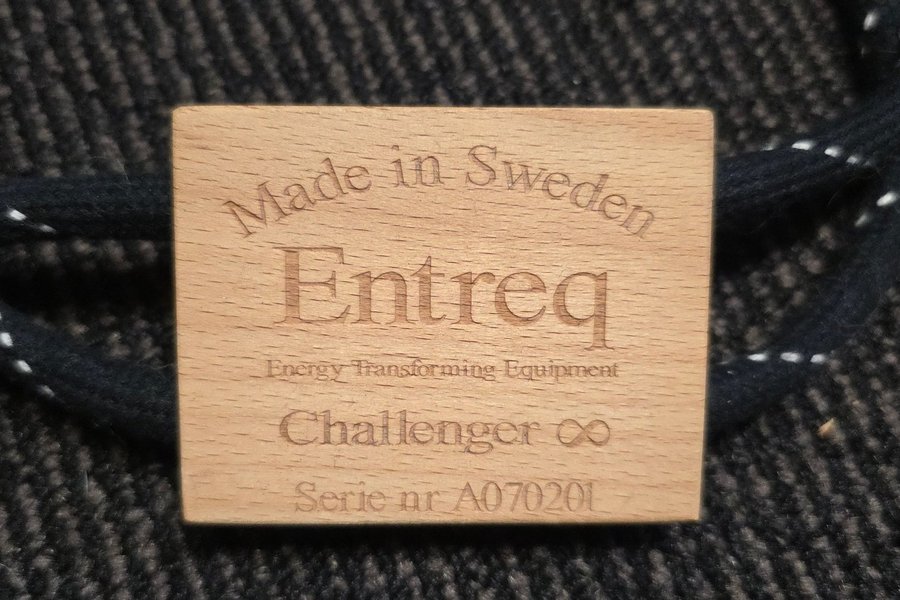 Made in Sweden
Entreq
Energy Transforming Equipment
Challenger ∞
Serie nr A070201